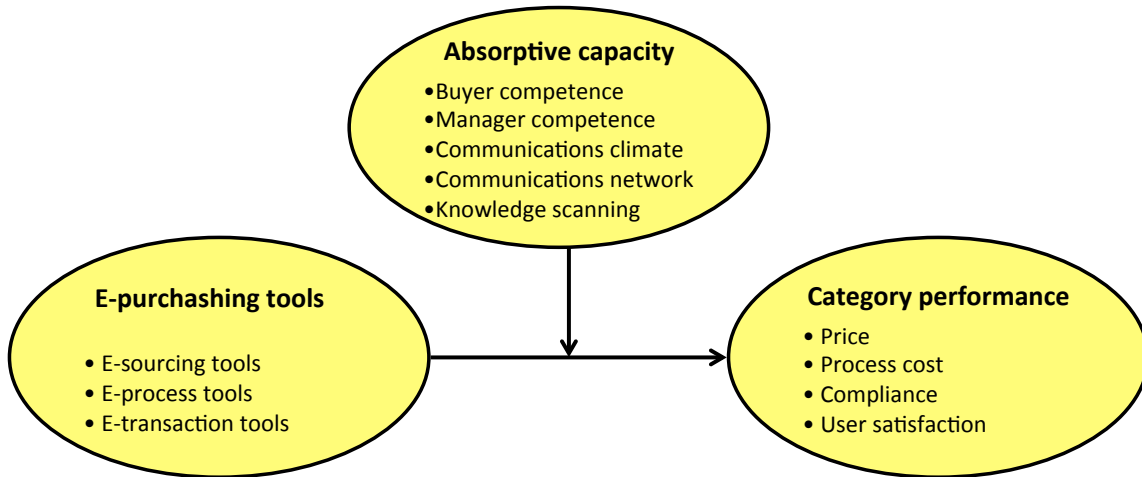 Absorptive capacity
•Buyer competence
•Manager competence
•Communications climate
•Communications network
•Knowledge scanning
E-purchashing tools
• E-sourcing tools
• E-process tools
• E-transaction tools
Category performance
• Price
• Process cost
• Compliance
• User satisfaction